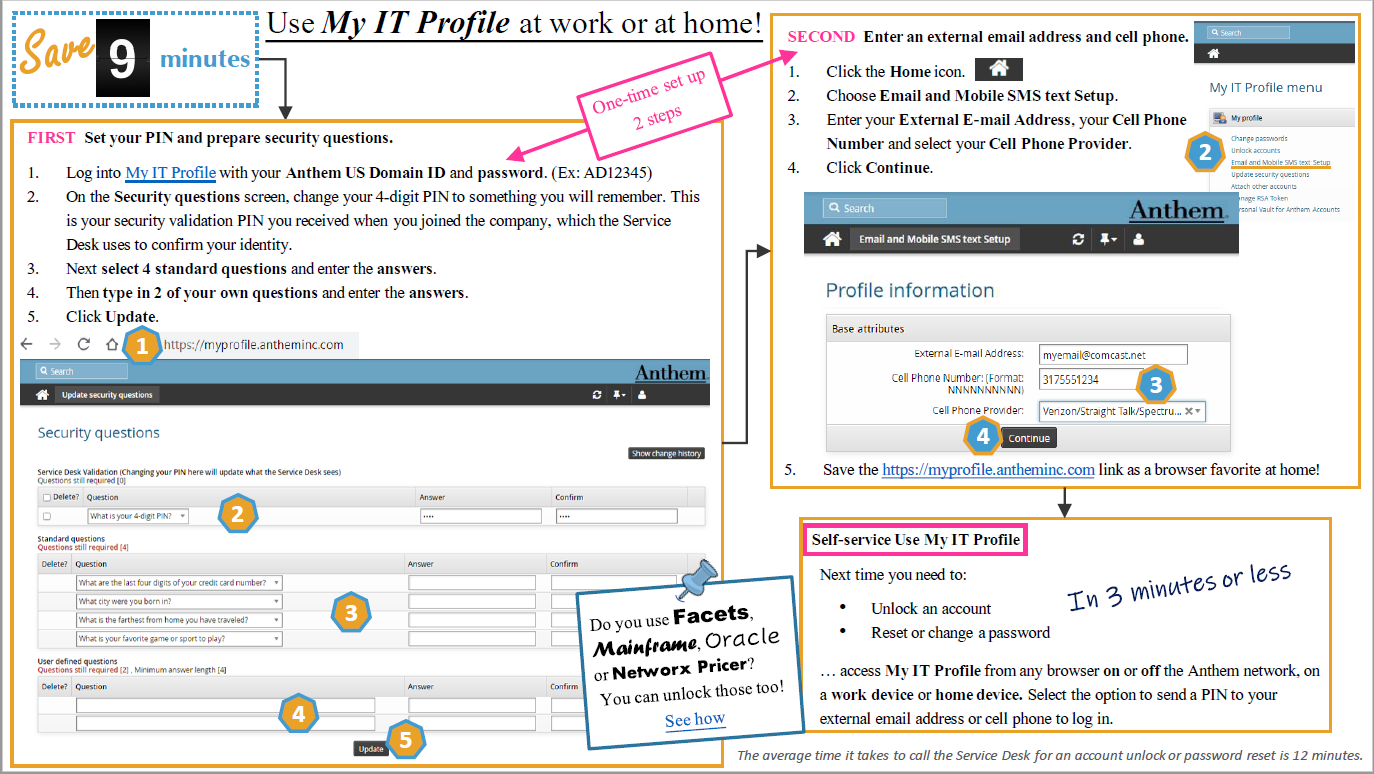 Save 9 minutes
Use My IT Profile at work or at home!
One-time set up
2 steps
FIRST Set your PIN and prepare security questions.
1. Log into My IT Profile with your Anthem US Domain ID and password. (Ex: AD12345)
2. On the Security questions screen, change your 4-digit PIN to something you will remember. This
is your security validation PIN you received when you joined the company, which the Service
Desk uses to confirm your identity.
3. Next select 4 standard questions and enter the answers.
4. Then type in 2 of your own questions and enter the answers.
5. Click Update.
1 https://myprofile.antheminc.com
Search
Anthem
Update security questions
Security questions
Show change history
Service Desk Validation (Changing your PIN here will update what the Service Desk sees)
Questions still required [0]
Delete? Question Answer Confirm
What is your 4-digit PIN? 2 •••• ••••
Standard questions
Questions still required [4]
Delete? Question Answer Confirm
What are the last four digits of your credit card number?
What city were you born in?
3
What is the farthest from home you have traveled?
What is your favorite game or sport to play?
User defined questions
Questions still required [2] , Minimum answer length [4]
Delete? Question Answer Confirm
4
Update 5
Do you use Facets,
Mainframe, Oracle
or Networx Pricer?
You can unlock those too!
See how
SECOND Enter an external email address and cell phone.
1. Click the Home icon.
2. Choose Email and Mobile SMS text Setup.
3. Enter your External E-mail Address, your Cell Phone
Number and select your Cell Phone Provider.
4. Click Continue.
Search
My IT Profile menu
My profile
Change passwords
Unlock accounts
2 Email and Mobile SMS text Setup
Update security questions
Attach other accounts
anage RSA Token
ersonal Vault for Anthem Accounts
Search
Anthem.
Email and Mobile SMS text Setup
Profile information
Base attributes
External E-mail Address: myemail@comcast.net
Cell Phone Number: (Format: NNNNNNNNNN) 3175551234 3
Cell Phone Provider: Verizon/Straight Talk/Spectru...
4 Continue
5. Save the https://myprofile.antheminc.com link as a browser favorite at home!
Self-service Use My IT Profile
Next time you need to:
• Unlock an account
• Reset or change a password
In 3 minutes or less
… access My IT Profile from any browser on or off the Anthem network, on
a work device or home device. Select the option to send a PIN to your
external email address or cell phone to log in.
The average time it takes to call the Service Desk for an account unlock or password reset is 12 minutes.